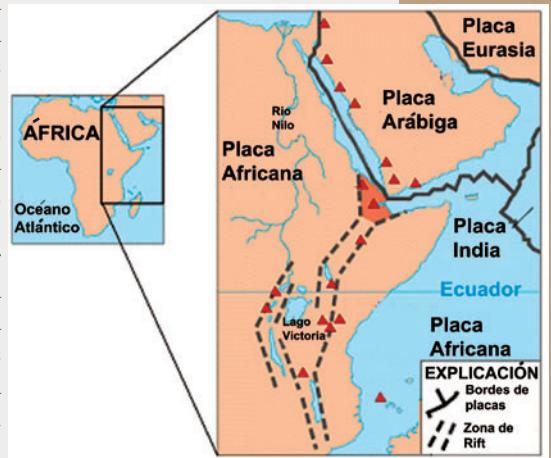 ÁFRICA
Océano
Atlántico
Placa
Eurasia
Placa
Arábiga
Río
Nilo
Placa
Africana
Placa
India
Ecuador
Lago
Victoria
Placa
Africana
EXPLICACIÓN
Bordes de
placas
Zona de
Rift